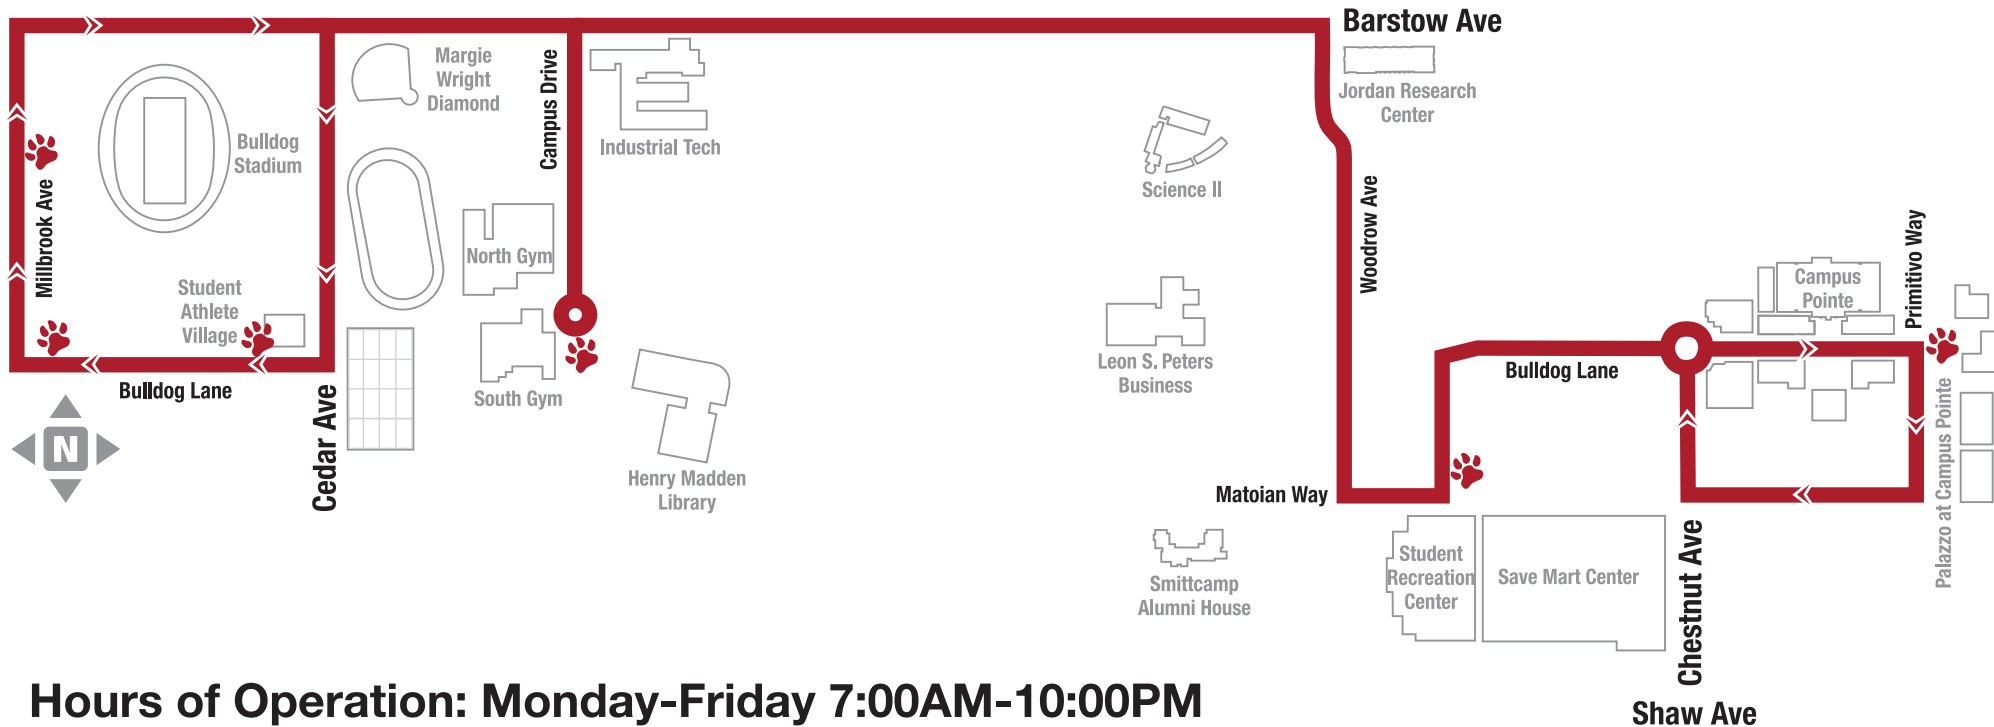 Barstow Ave
Margie
Wright
Diamond
Campus Drive
Industrial Tech
Jordan Research
Center
Bulldog
Stadium
Millbrook Ave
Science II
Woodrow Ave
North Gym
Student
Athlete
Village
Campus
Pointe
Primitivo Way
Bulldog Lane
South Gym
Leon S. Peters
Business
Bulldog Lane
N
Cedar Ave
Henry Madden
Library
Matoian Way
Palazzo at Campus Pointe
Smittcamp
Alumni House
Student
Recreation
Center
Save Mart Center
Chestnut Ave
Hours of Operation: Monday-Friday 7:00AM-10:00PM
Shaw Ave